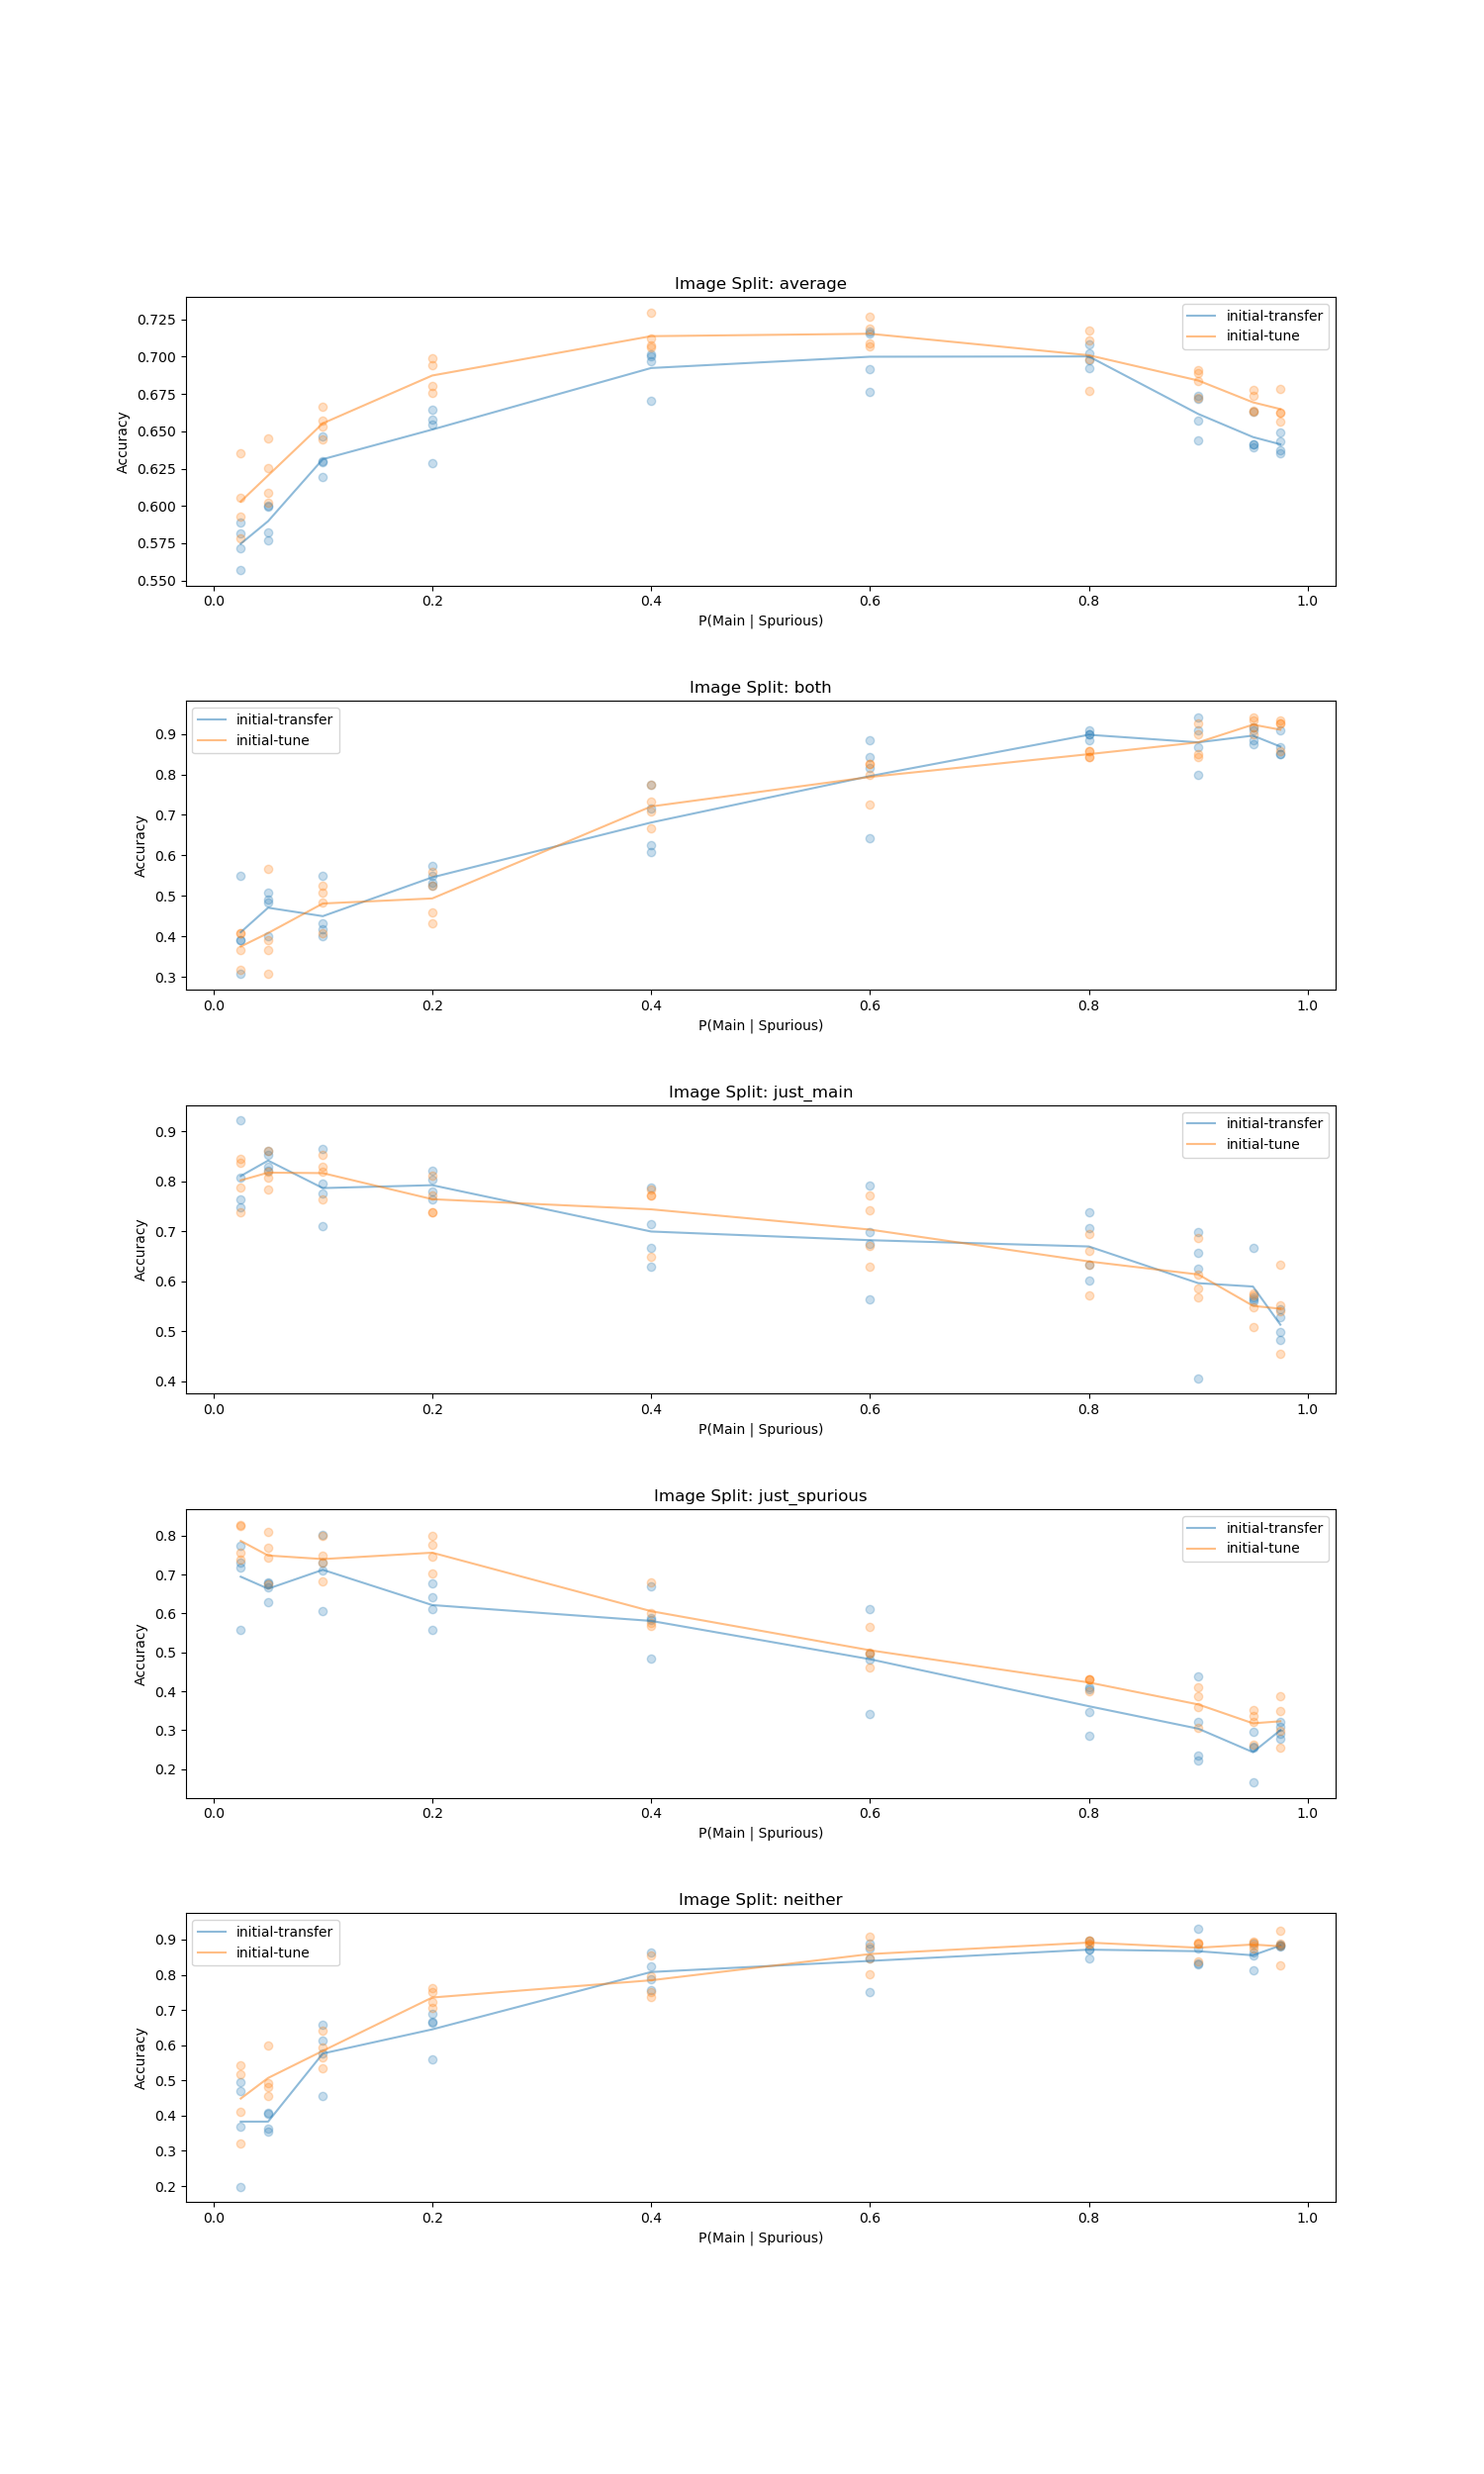 Image Split: average
Accuracy
0.725
0.700
0.675
0.650
0.625
0.600
0.575
0.550
initial-transfer
initial-tune
0.0 0.2 0.4 0.6 0.8 1.0
P(Main | Spurious)
Image Split: both
Accuracy
0.9
0.8
0.7
0.6
0.5
0.4
0.3
initial-transfer
initial-tune
0.0 0.2 0.4 0.6 0.8 1.0
P(Main | Spurious)
Image Split: just_main
Accuracy
0.9
0.8
0.7
0.6
0.5
0.4
initial-transfer
initial-tune
0.0 0.2 0.4 0.6 0.8 1.0
P(Main | Spurious)
Image Split: just_spurious
Accuracy
0.8
0.7
0.6
0.5
0.4
0.3
0.2
initial-transfer
initial-tune
0.0 0.2 0.4 0.6 0.8 1.0
P(Main | Spurious)
Image Split: neither
Accuracy
0.9
0.8
0.7
0.6
0.5
0.4
0.3
0.2
initial-transfer
initial-tune
0.0 0.2 0.4 0.6 0.8 1.0
P(Main | Spurious)